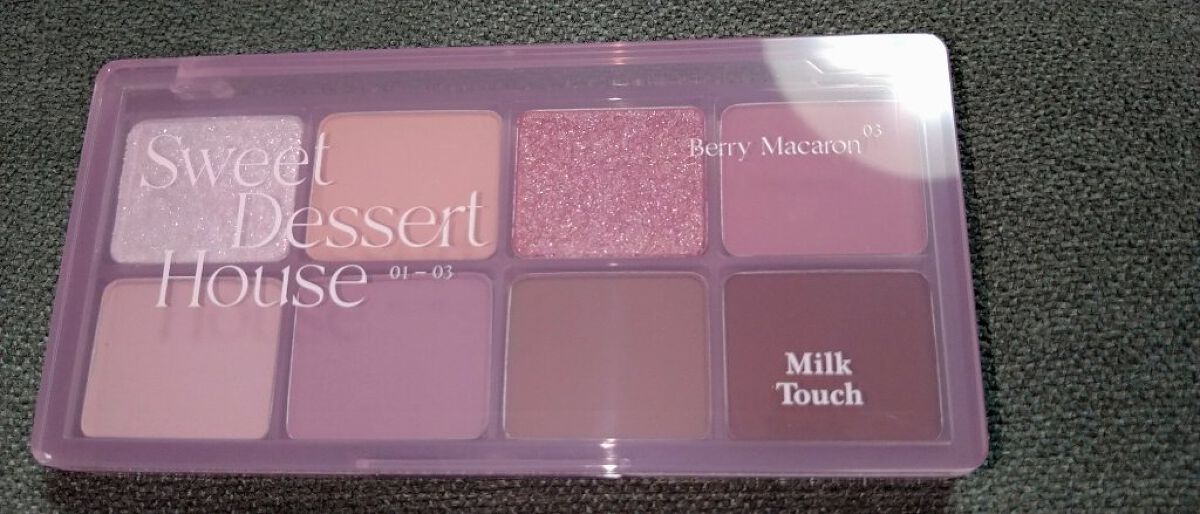 Sweet
Dessert
House 01 – 03
Berry Macaron 03
Milk
Touch